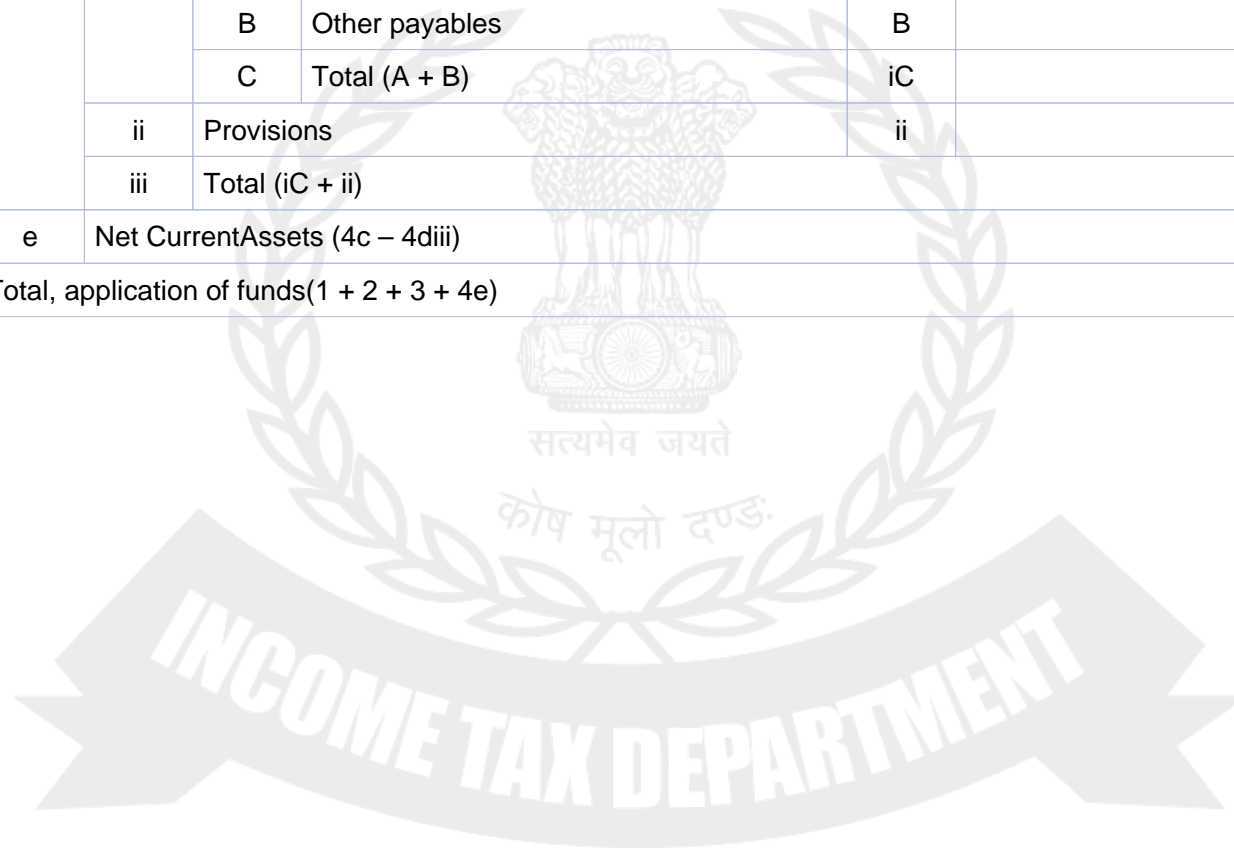 B Other payables B
C Total (A + B) iC
ii Provisions ii
iii Total (iC + ii)
e Net CurrentAssets (4c – 4diii)
otal, application of funds(1 + 2 + 3 + 4e)
सत्यमेव जयते
कोष मूलो दण्डः
INCOME TAX DEPARTMENT